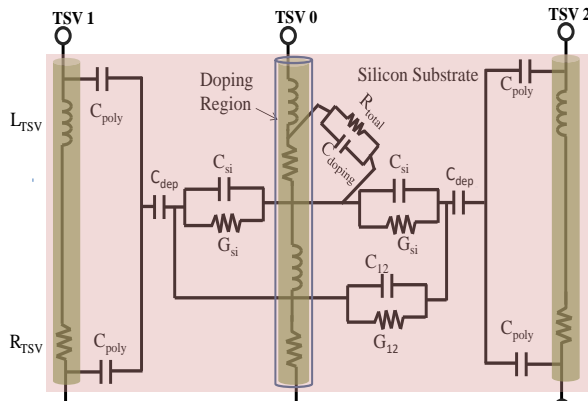 TSV 1
TSV 0
TSV 2
Doping Region
Silicon Substrate
C_poly
C_poly
L_TSV
R_total
C_doping
C_dep
C_si
C_si
C_dep
G_si
G_si
C_12
G_12
R_TSV
C_poly
C_poly